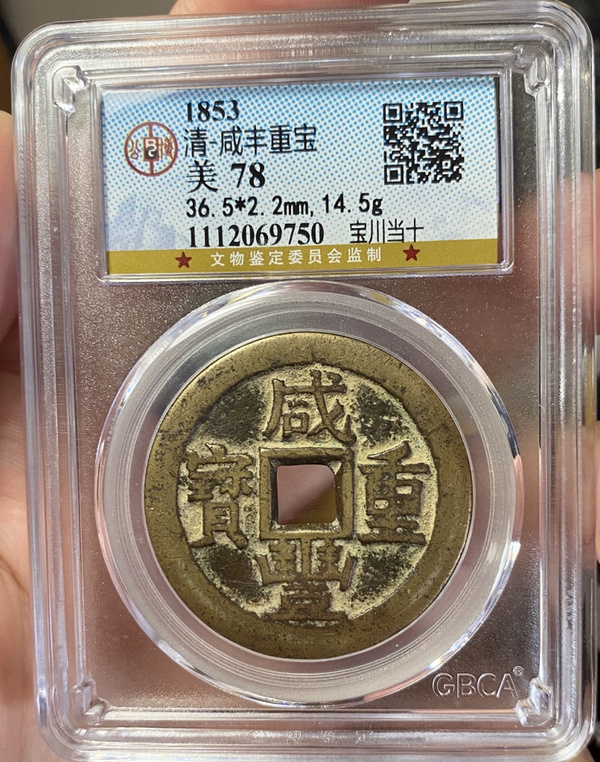 1853
清-咸丰重宝
美 78
36.5*2.2mm,14.5g
1112069750 宝川当十
★ 文物鉴定委员会监制 ★
咸
豐
重
寶
GBCA®